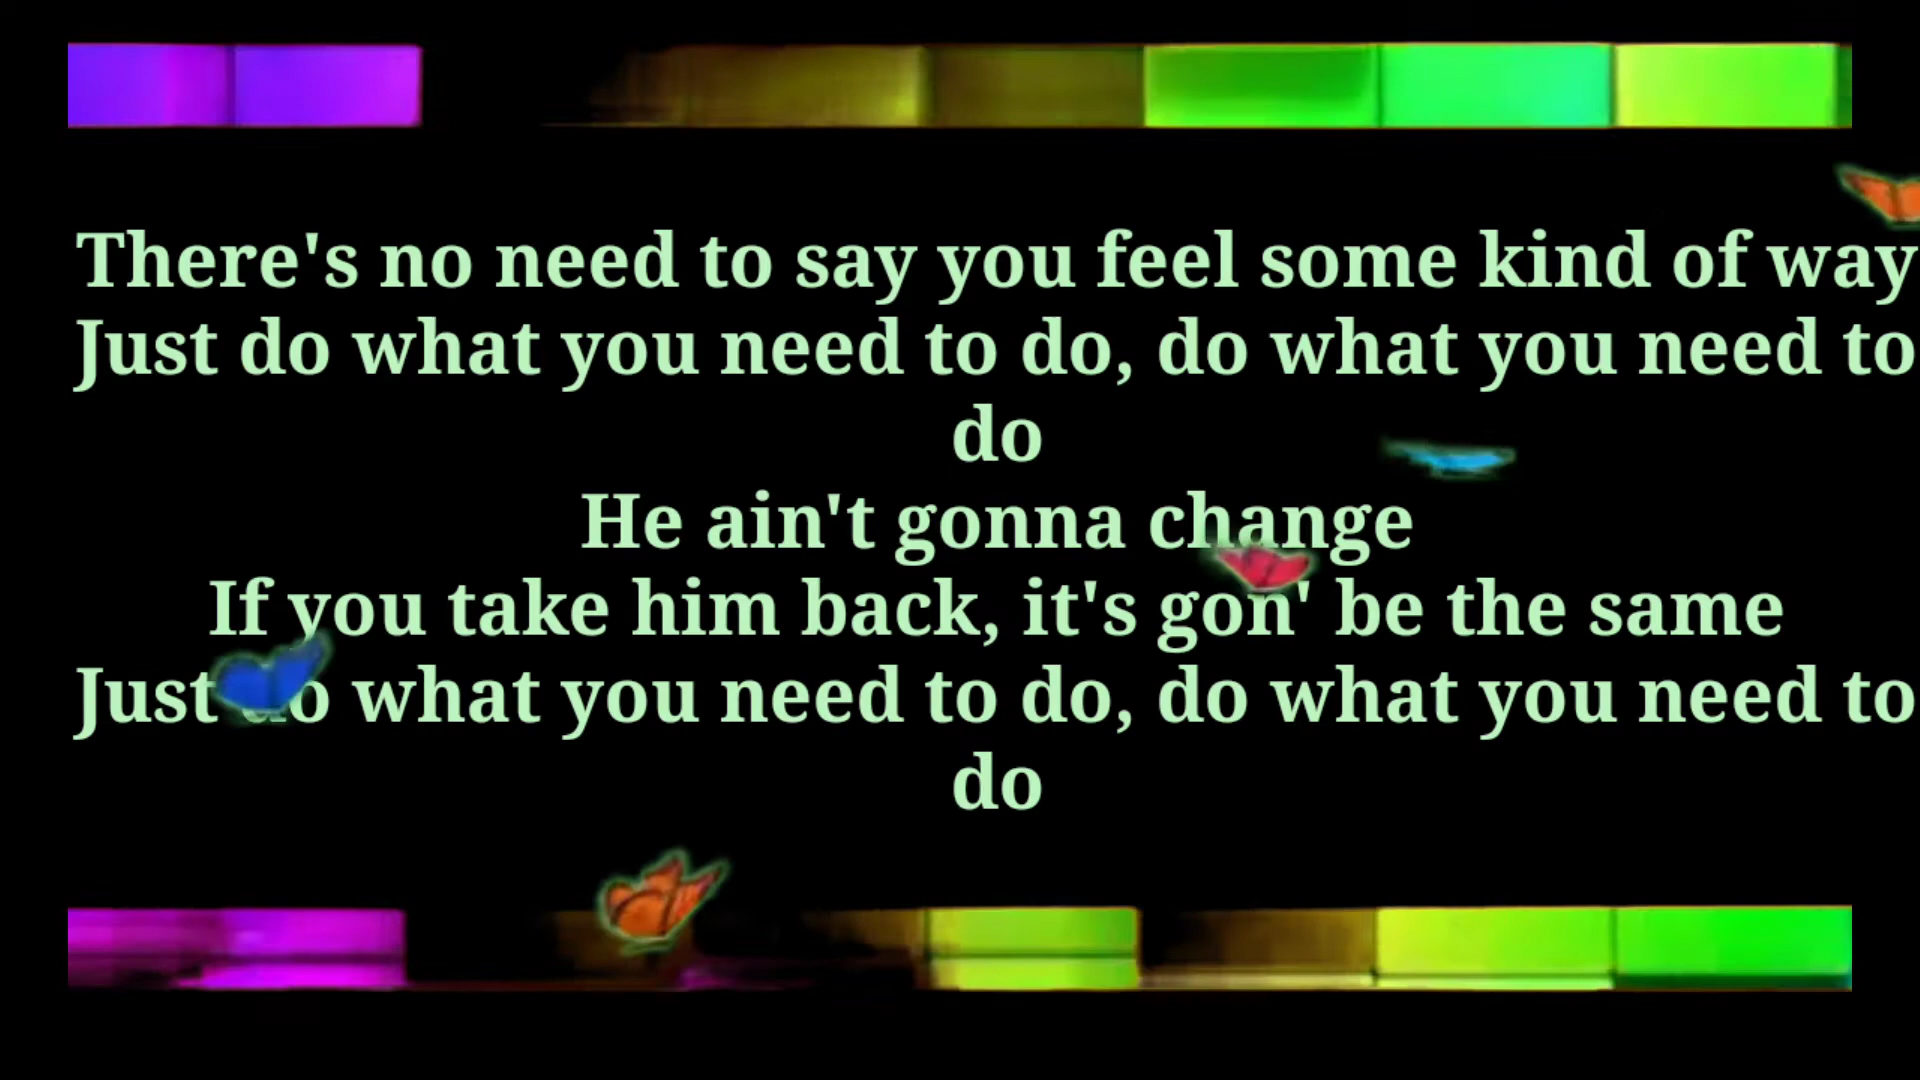 There's no need to say you feel some kind of way
Just do what you need to do, do what you need to
do
He ain't gonna change
If you take him back, it's gon' be the same
Just do what you need to do, do what you need to
do